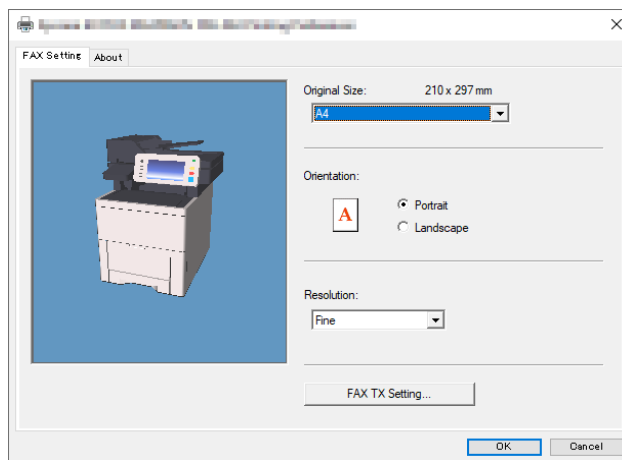 FAX Setting
About
Original Size: 210 x 297 mm
A4
Orientation:
A
Portrait
Landscape
Resolution:
Fine
FAX TX Setting...
OK
Cancel